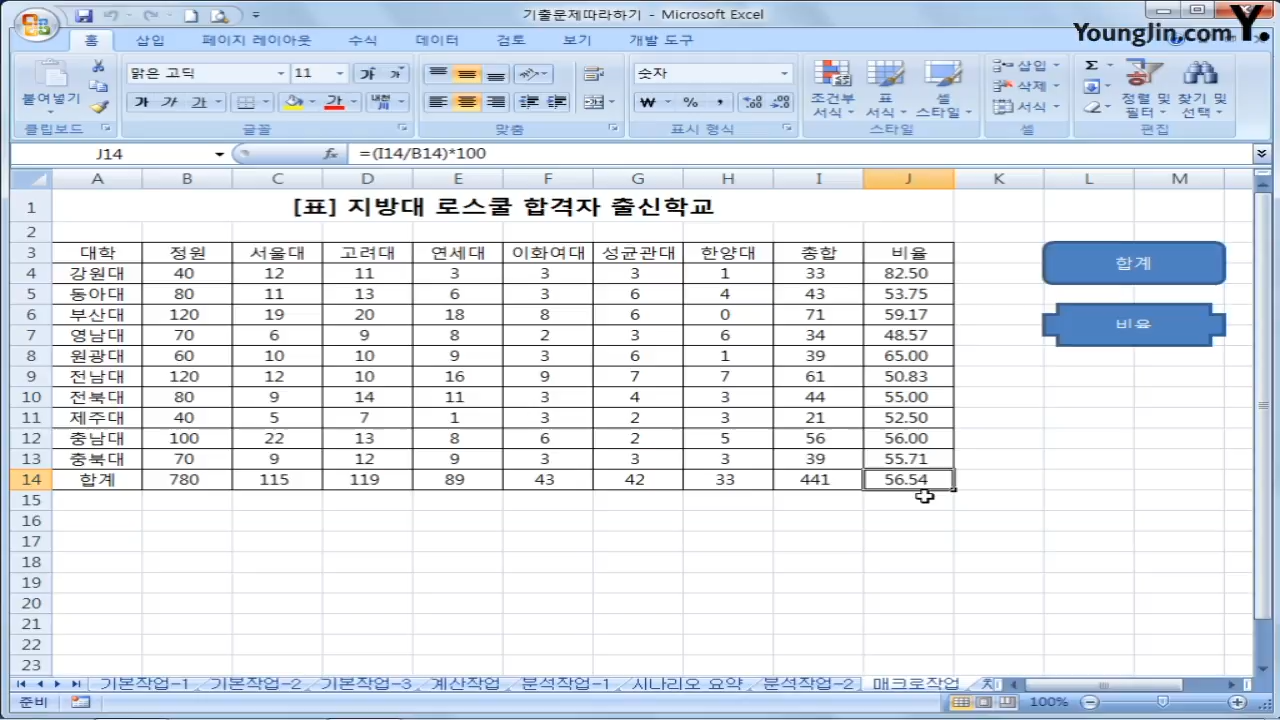 기출문제따라하기 - Microsoft Excel
YoungJin.com Y.
홈 삽입 페이지 레이아웃 수식 데이터 검토 보기 개발 도구
붙여넣기 맑은 고딕 11 가 가 숫자 조건부 서식 표 서식 셀 스타일 삽입 삭제 서식 Σ 정렬 및 필터 찾기 및 선택
가 가 가 가 내천 ₩ % ,
클립보드 글꼴 맞춤 표시 형식 스타일 셀 편집
J14 fx =(I14/B14)*100
A B C D E F G H I J K L M
1 [표] 지방대 로스쿨 합격자 출신학교
2
3 대학 정원 서울대 고려대 연세대 이화여대 성균관대 한양대 총합 비율
4 강원대 40 12 11 3 3 3 1 33 82.50 합계
5 동아대 80 11 13 6 3 6 4 43 53.75
6 부산대 120 19 20 18 8 6 0 71 59.17 비율
7 영남대 70 6 9 8 2 3 6 34 48.57
8 원광대 60 10 10 9 3 6 1 39 65.00
9 전남대 120 12 10 16 9 7 7 61 50.83
10 전북대 80 9 14 11 3 4 3 44 55.00
11 제주대 40 5 7 1 3 2 3 21 52.50
12 충남대 100 22 13 8 6 2 5 56 56.00
13 충북대 70 9 12 9 3 3 3 39 55.71
14 합계 780 115 119 89 43 42 33 441 56.54
15
16
17
18
19
20
21
22
23
기본작업-1 기본작업-2 기본작업-3 계산작업 분석작업-1 시나리오 요약 분석작업-2 매크로작업
준비 100%